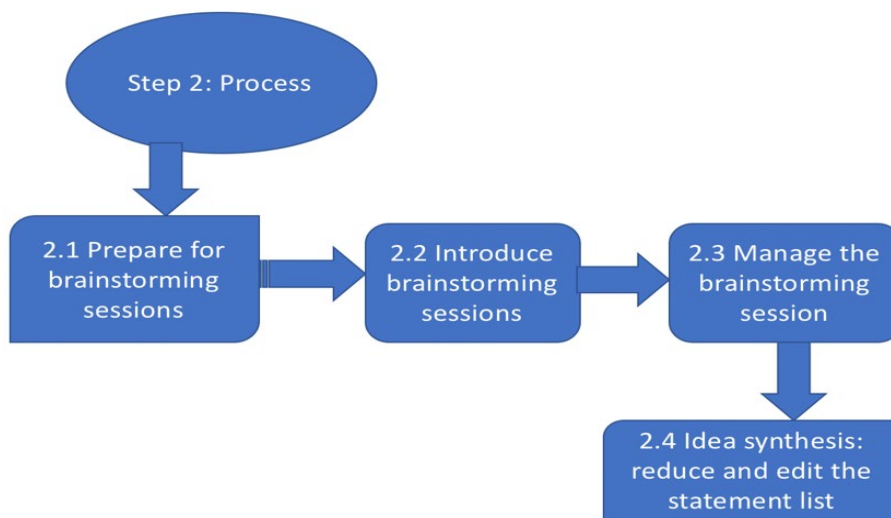 Step 2: Process
2.1 Prepare for
brainstorming
sessions
2.2 Introduce
brainstorming
sessions
2.3 Manage the
brainstorming
session
2.4 Idea synthesis:
reduce and edit the
statement list